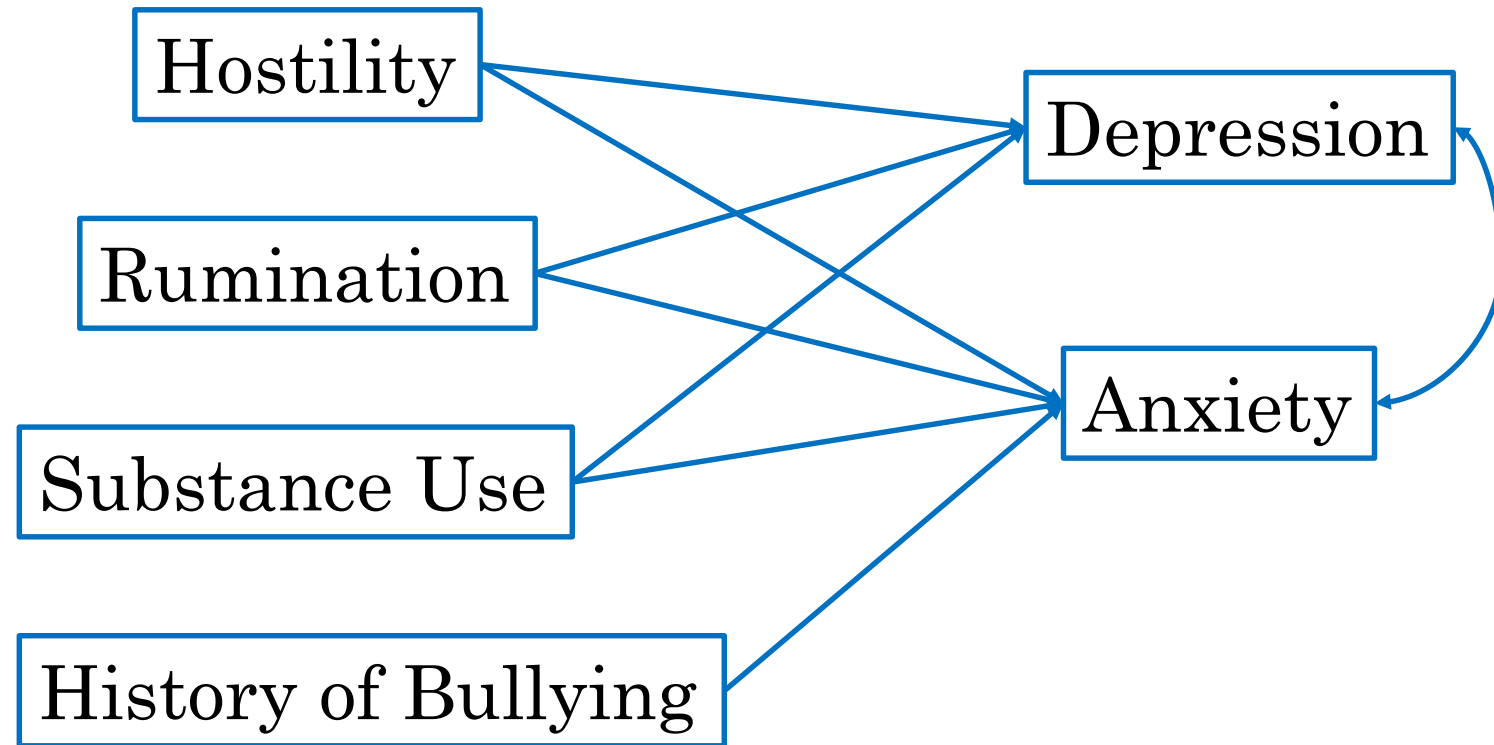 Hostility
Depression
Rumination
Anxiety
Substance Use
History of Bullying